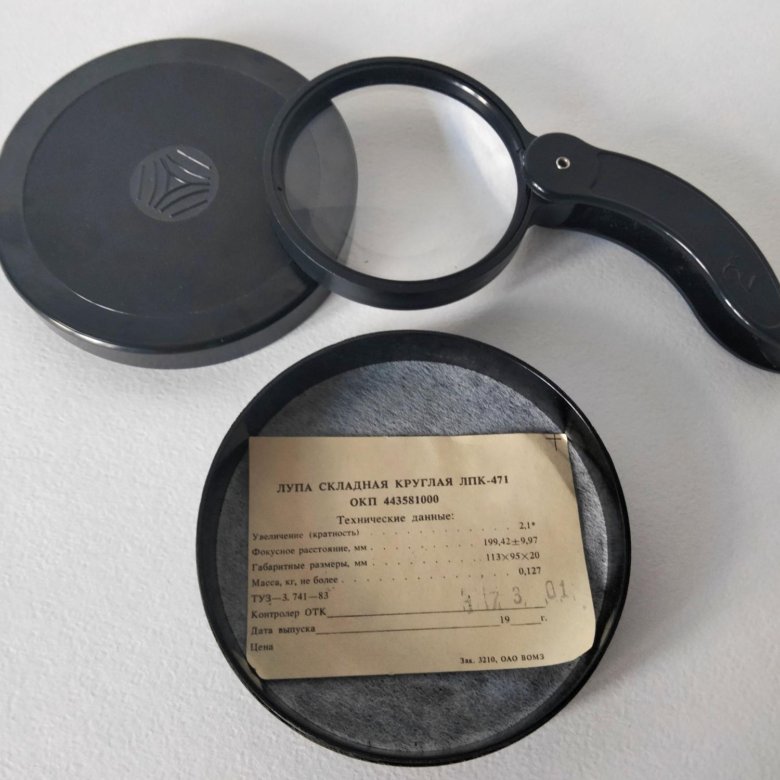 ЛУПА СКЛАДНАЯ КРУГЛАЯ ЛПК-471
ОКП 443581000
Технические данные:
Увеличение (кратность) . . . . . . . . . . . 2,1*
Фокусное расстояние, мм . . . . . . . . 199,42±9,97
Габаритные размеры, мм . . . . . . . . 113×95×20
Масса, кг, не более . . . . . . . . . . . . 0,127
ТУ3—3. 741—83
Контролер ОТК
Дата выпуска 19 г.
Цена
Зак. 3210, ОАО ВОМЗ